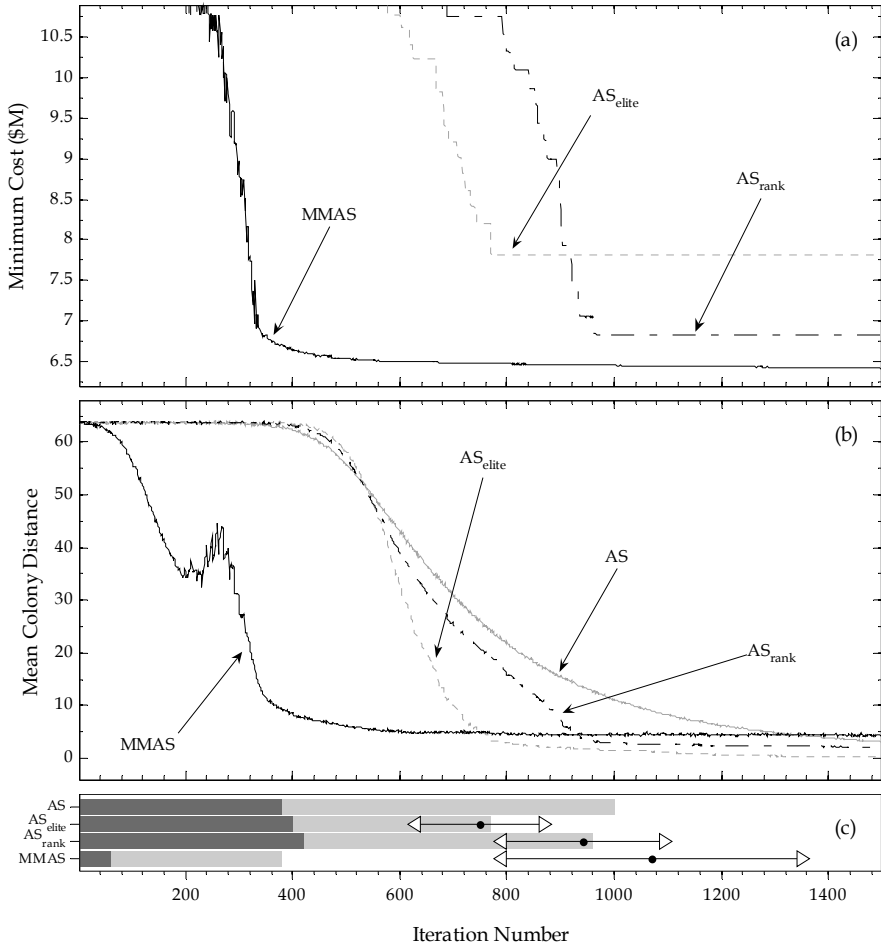 (a)
10.5
10
9.5
9
8.5
8
7.5
7
6.5
Minimum Cost ($M)
AS_elite
AS_rank
MMAS
(b)
60
50
40
30
20
10
0
Mean Colony Distance
AS_elite
AS
AS_rank
MMAS
(c)
AS
AS_elite
AS_rank
MMAS
200 400 600 800 1000 1200 1400
Iteration Number